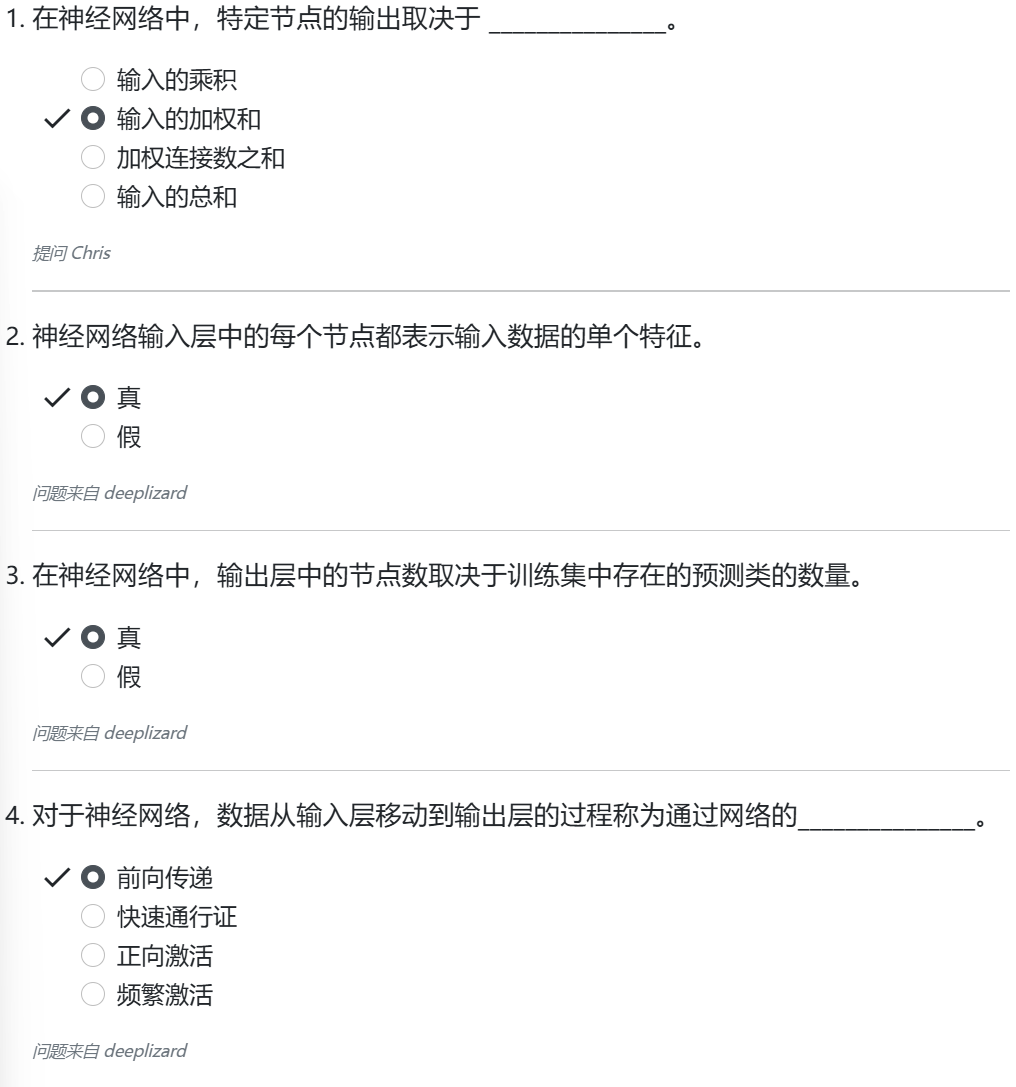 1. 在神经网络中，特定节点的输出取决于 _______________。
输入的乘积
输入的加权和
加权连接数之和
输入的总和
提问 Chris
2. 神经网络输入层中的每个节点都表示输入数据的单个特征。
真
假
问题来自 deeplizard
3. 在神经网络中，输出层中的节点数取决于训练集中存在的预测类的数量。
真
假
问题来自 deeplizard
4. 对于神经网络，数据从输入层移动到输出层的过程称为通过网络的_______________。
前向传递
快速通行证
正向激活
频繁激活
问题来自 deeplizard